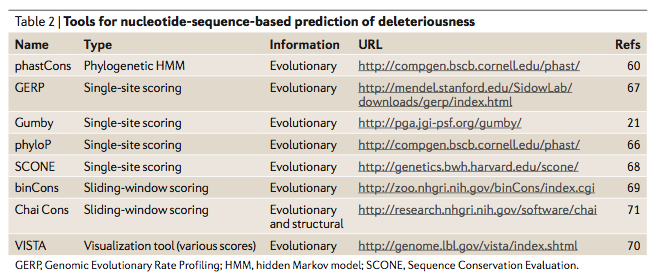 Table 2 | Tools for nucleotide-sequence-based prediction of deleteriousness
Name Type Information URL Refs
phastCons Phylogenetic HMM Evolutionary http://compgen.bscb.cornell.edu/phast/ 60
GERP Single-site scoring Evolutionary http://mendel.stanford.edu/SidowLab/ 67
downloads/gerp/index.html
Gumby Single-site scoring Evolutionary http://pga.jgi-psf.org/gumby/ 21
phyloP Single-site scoring Evolutionary http://compgen.bscb.cornell.edu/phast/ 66
SCONE Single-site scoring Evolutionary http://genetics.bwh.harvard.edu/scone/ 68
binCons Sliding-window scoring Evolutionary http://zoo.nhgri.nih.gov/binCons/index.cgi 69
Chai Cons Sliding-window scoring Evolutionary http://research.nhgri.nih.gov/software/chai 71
and structural
VISTA Visualization tool (various scores) Evolutionary http://genome.lbl.gov/vista/index.shtml 70
GERP, Genomic Evolutionary Rate Profiling; HMM, hidden Markov model; SCONE, Sequence Conservation Evaluation.